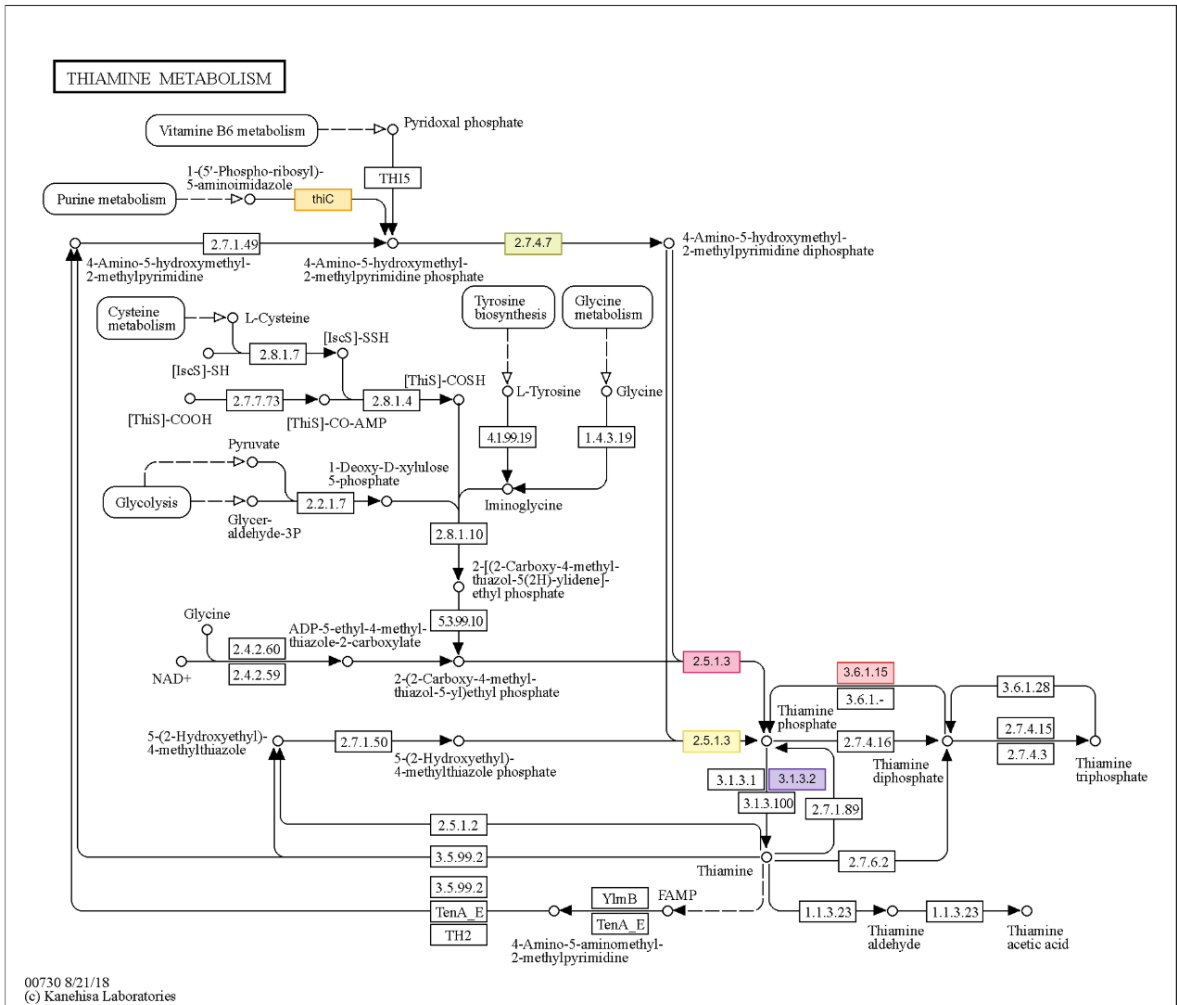 THIAMINE METABOLISM
Vitamine B6 metabolism
Pyridoxal phosphate
1-(5'-Phospho-ribosyl)-
5-aminoimidazole
THI5
Purine metabolism
thiC
2.7.1.49
2.7.4.7
4-Amino-5-hydroxymethyl-
2-methylpyrimidine diphosphate
4-Amino-5-hydroxymethyl-
2-methylpyrimidine
4-Amino-5-hydroxymethyl-
2-methylpyrimidine phosphate
Cysteine
metabolism
L-Cysteine
Tyrosine
biosynthesis
Glycine
metabolism
[IscS]-SSH
2.8.1.7
[IscS]-SH
[ThiS]-COSH
L-Tyrosine
Glycine
2.7.7.73
2.8.1.4
[ThiS]-COOH
[ThiS]-CO-AMP
4.1.99.19
1.4.3.19
Pyruvate
1-Deoxy-D-xylulose
5-phosphate
Glycolysis
2.2.1.7
Iminoglycine
Glycer-
aldehyde-3P
2.8.1.10
2-[(2-Carboxy-4-methyl-
thiazol-5(2H)-ylidene]-
ethyl phosphate
Glycine
5.3.99.10
ADP-5-ethyl-4-methyl-
thiazole-2-carboxylate
2.4.2.60
2.4.2.59
NAD+
2-(2-Carboxy-4-methyl-
thiazol-5-yl)ethyl phosphate
2.5.1.3
3.6.1.15
3.6.1.-
3.6.1.28
Thiamine
phosphate
5-(2-Hydroxyethyl)-
4-methylthiazole
2.7.1.50
5-(2-Hydroxyethyl)-
4-methylthiazole phosphate
2.5.1.3
2.7.4.16
2.7.4.15
2.7.4.3
Thiamine
diphosphate
Thiamine
triphosphate
3.1.3.1
3.1.3.2
3.1.3.100
2.7.1.89
2.5.1.2
3.5.99.2
2.7.6.2
Thiamine
3.5.99.2
TenA_E
TH2
YlmB
TenA_E
FAMP
4-Amino-5-aminomethyl-
2-methylpyrimidine
1.1.3.23
1.1.3.23
Thiamine
aldehyde
Thiamine
acetic acid
00730 8/21/18
(c) Kanehisa Laboratories